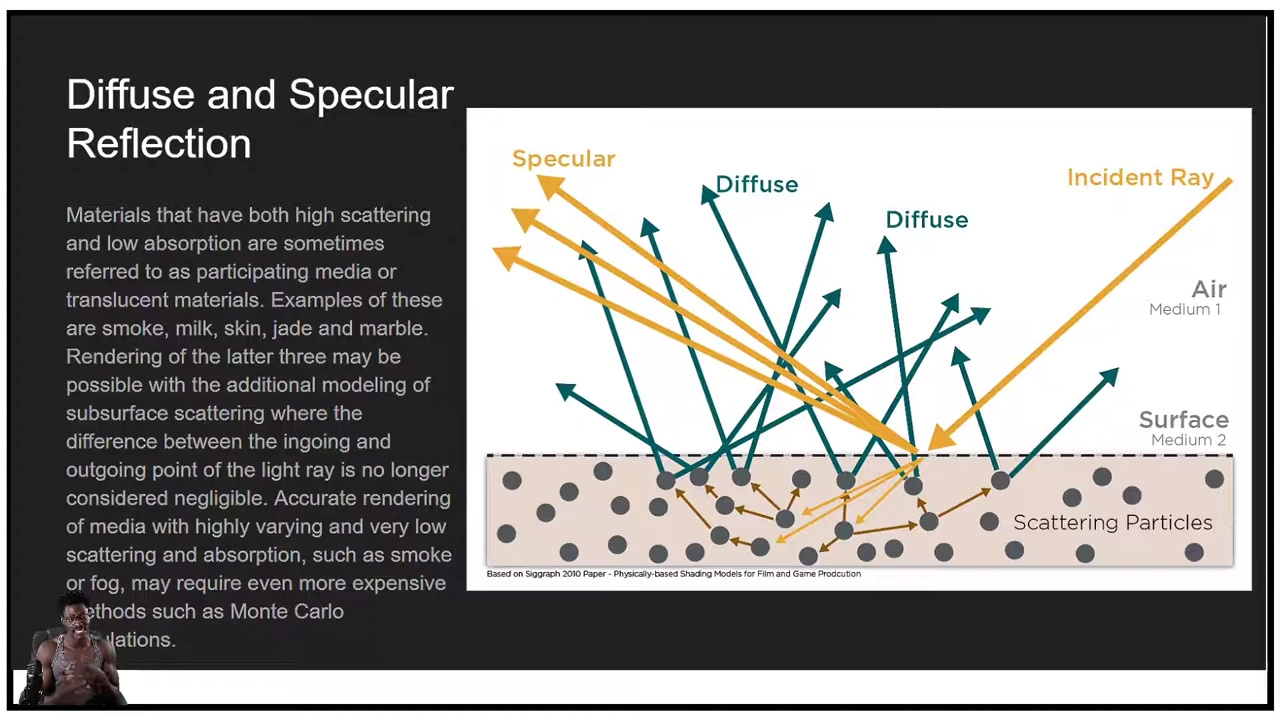 Diffuse and Specular
Reflection
Materials that have both high scattering
and low absorption are sometimes
referred to as participating media or
translucent materials. Examples of these
are smoke, milk, skin, jade and marble.
Rendering of the latter three may be
possible with the additional modeling of
subsurface scattering where the
difference between the ingoing and
outgoing point of the light ray is no longer
considered negligible. Accurate rendering
of media with highly varying and very low
scattering and absorption, such as smoke
or fog, may require even more expensive
such as Monte Carlo
Specular
Diffuse
Diffuse
Incident Ray
Air
Medium 1
Surface
Medium 2
Scattering Particles
Based on Siggraph 2010 Paper - Physically-based Shading Models for Film and Game Prodcution